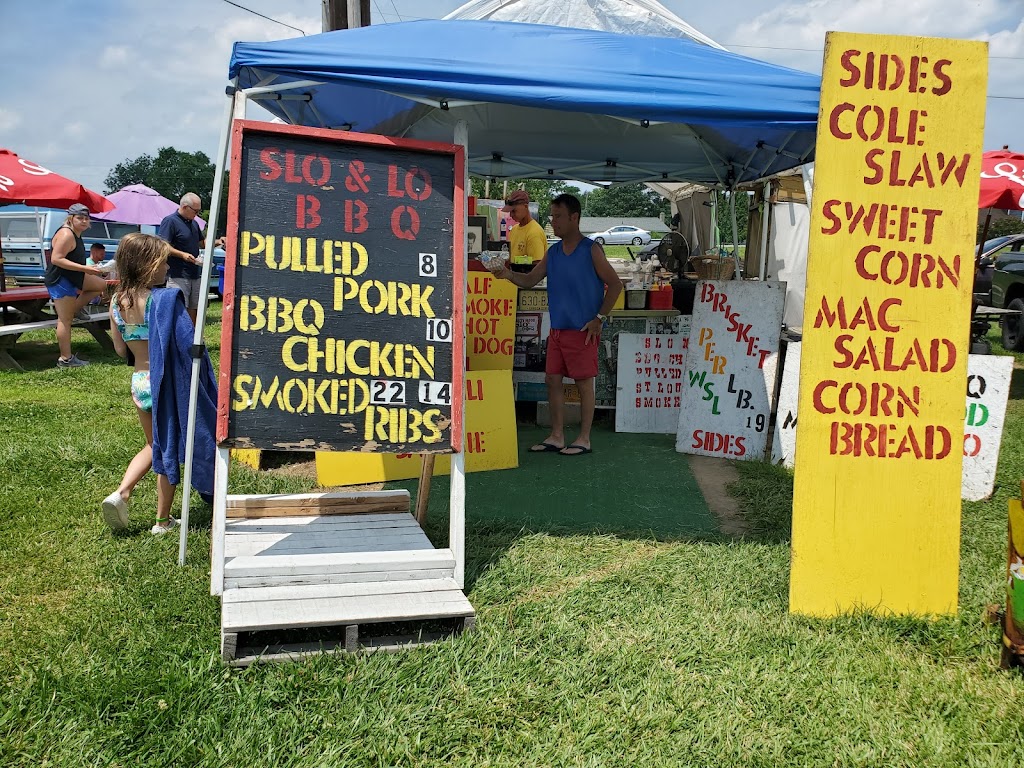 SLO & LO
BBQ
PULLED 8
PORK
BBQ 10
CHICKEN
SMOKED 22 14
RIBS
SMOKE
HOT
DOG
BRISKET
PER LB.
19
SIDES
SIDES
COLE
SLAW
SWEET
CORN
MAC
SALAD
CORN
BREAD